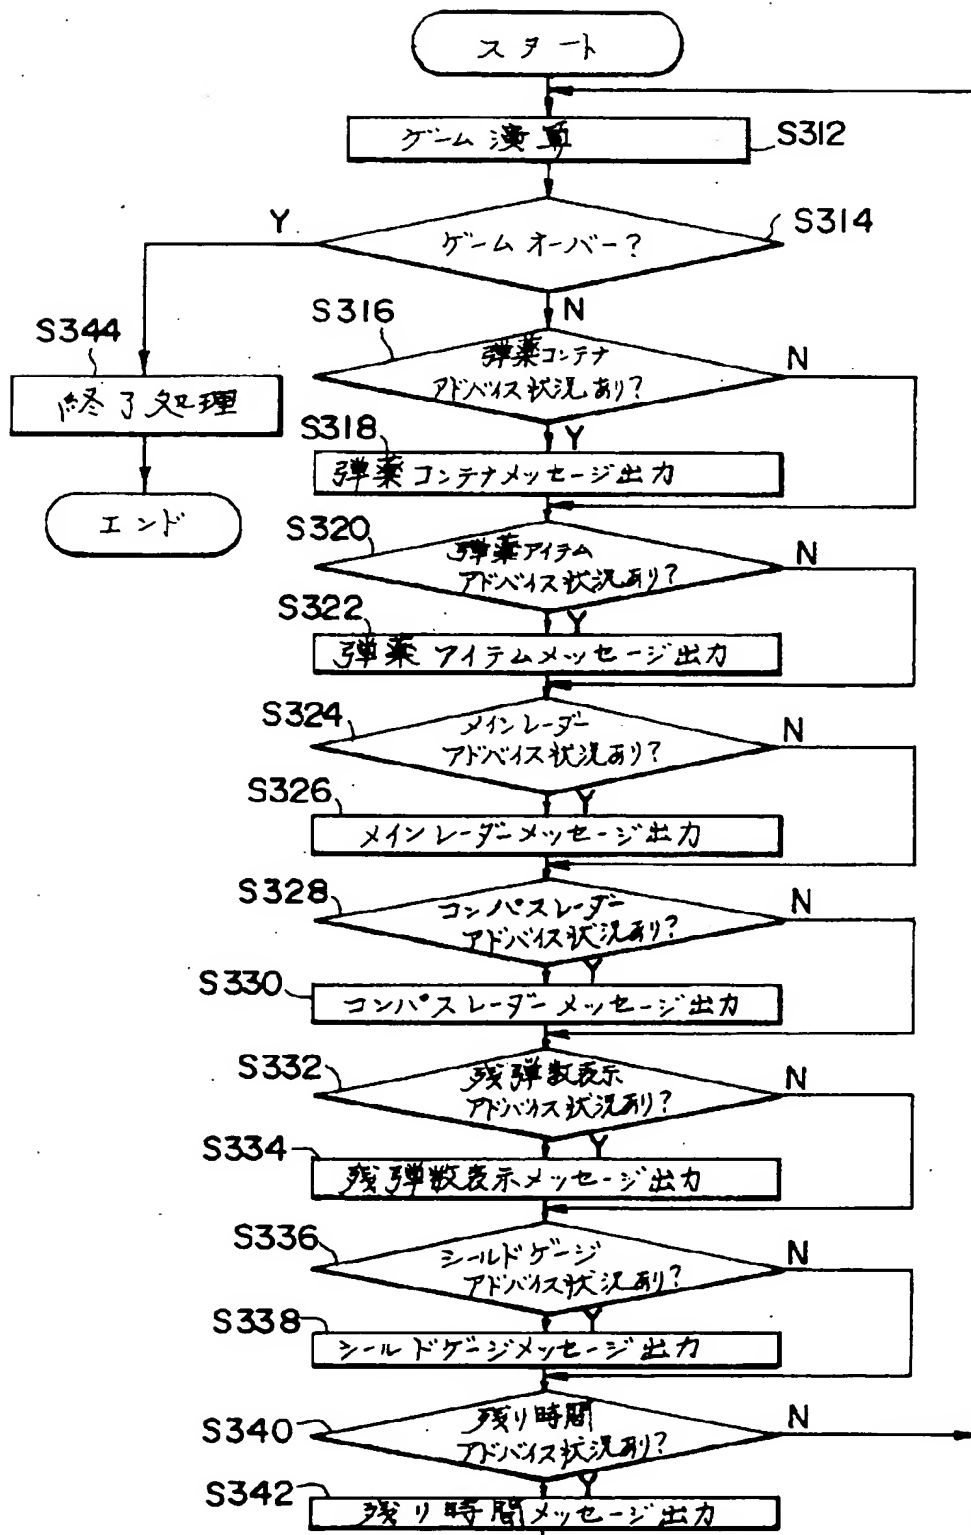 スタート
ゲーム演算
S312
ゲームオーバー?
S314
Y
N
S344
終了処理
エンド
S316
弾薬コンテナ
アドバイス状況あり?
N
Y
S318
弾薬コンテナメッセージ出力
S320
弾薬アイテム
アドバイス状況あり?
N
Y
S322
弾薬アイテムメッセージ出力
S324
メインレーダー
アドバイス状況あり?
N
Y
S326
メインレーダーメッセージ出力
S328
コンパスレーダー
アドバイス状況あり?
N
Y
S330
コンパスレーダーメッセージ出力
S332
残弾数表示
アドバイス状況あり?
N
Y
S334
残弾数表示メッセージ出力
S336
シールドゲージ
アドバイス状況あり?
N
Y
S338
シールドゲージメッセージ出力
S340
残り時間
アドバイス状況あり?
N
Y
S342
残り時間メッセージ出力